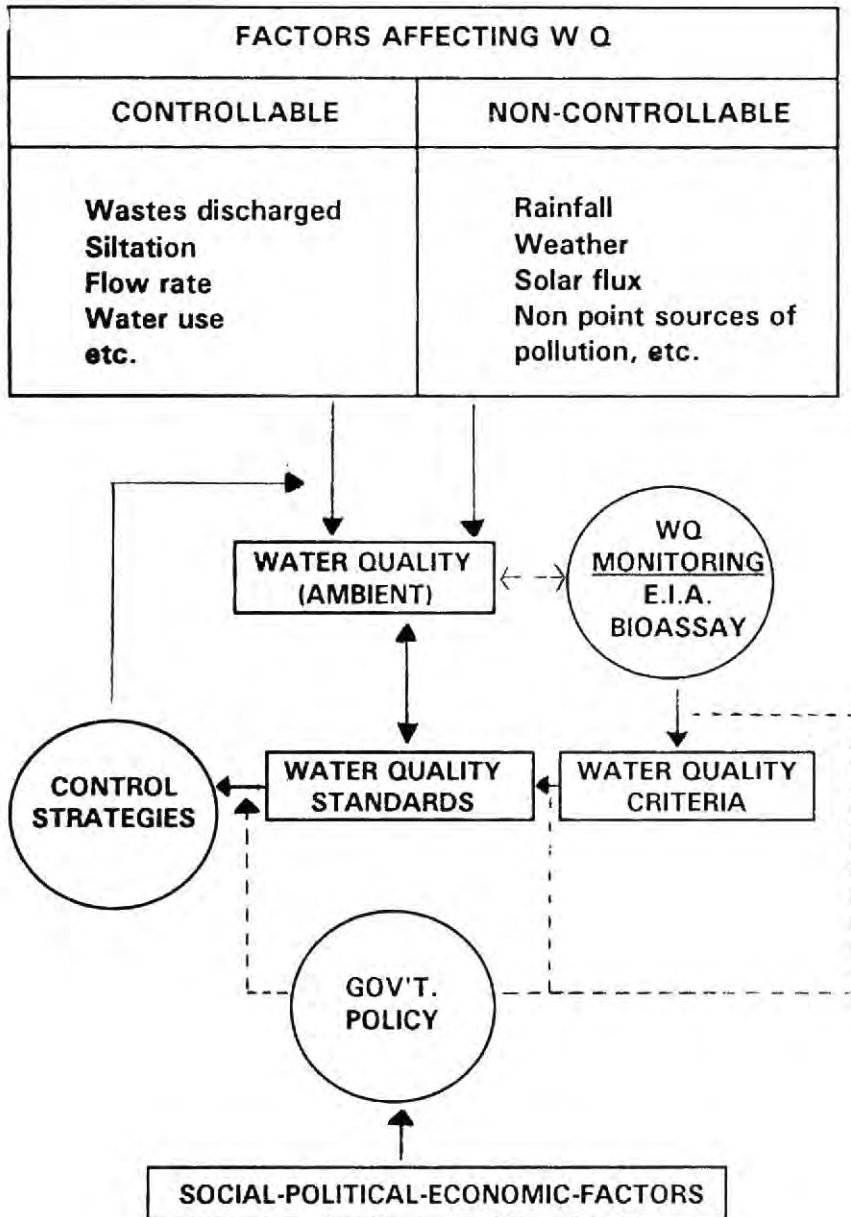 FACTORS AFFECTING W Q
CONTROLLABLE
NON-CONTROLLABLE
Wastes discharged
Siltation
Flow rate
Water use
etc.
Rainfall
Weather
Solar flux
Non point sources of
pollution, etc.
WATER QUALITY
(AMBIENT)
WQ
MONITORING
E.I.A.
BIOASSAY
CONTROL
STRATEGIES
WATER QUALITY
STANDARDS
WATER QUALITY
CRITERIA
GOV'T.
POLICY
SOCIAL-POLITICAL-ECONOMIC-FACTORS